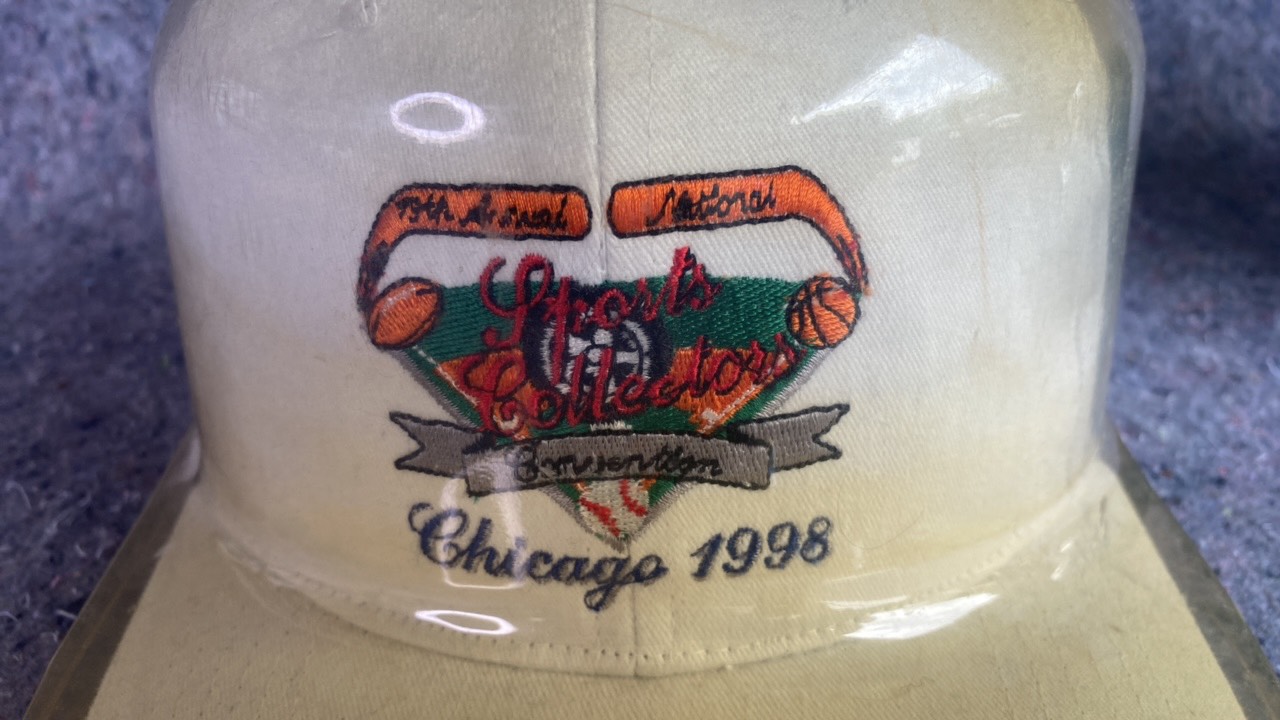 19th Annual National
Sports
Collectors
Convention
Chicago 1998